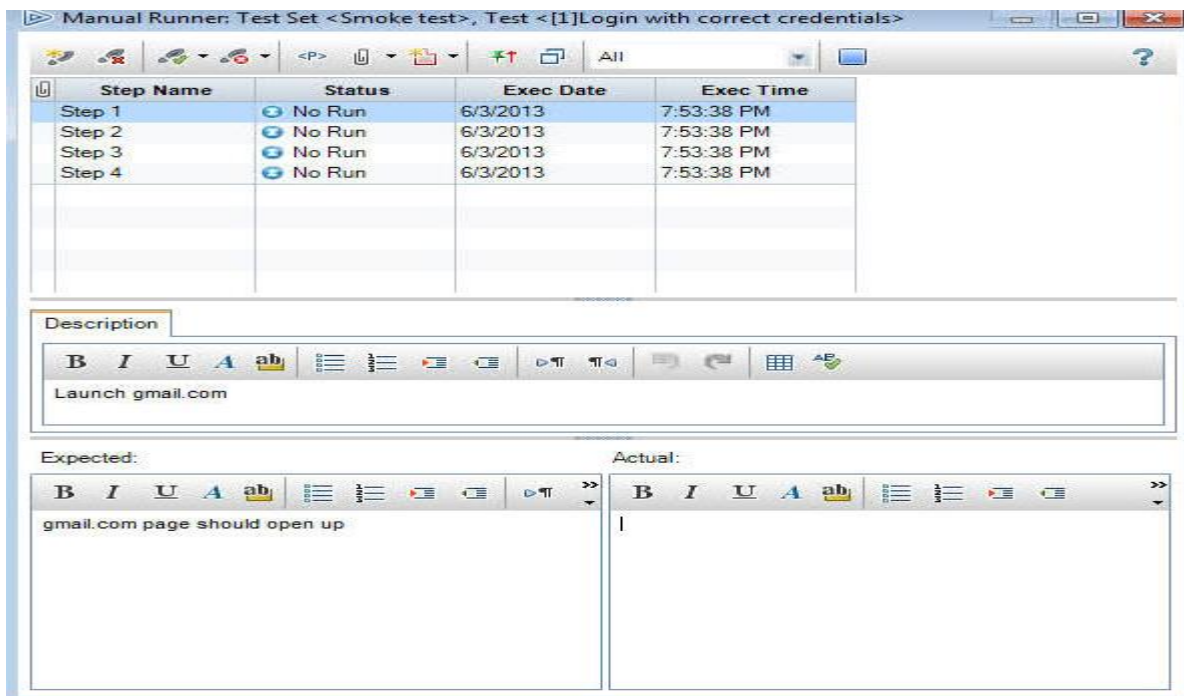 Manual Runner: Test Set <Smoke test>, Test <[1]Login with correct credentials>
<P> All ?
Step Name Status Exec Date Exec Time
Step 1 No Run 6/3/2013 7:53:38 PM
Step 2 No Run 6/3/2013 7:53:38 PM
Step 3 No Run 6/3/2013 7:53:38 PM
Step 4 No Run 6/3/2013 7:53:38 PM
Description
B I U A ab
Launch gmail.com
Expected: Actual:
B I U A ab B I U A ab
gmail.com page should open up